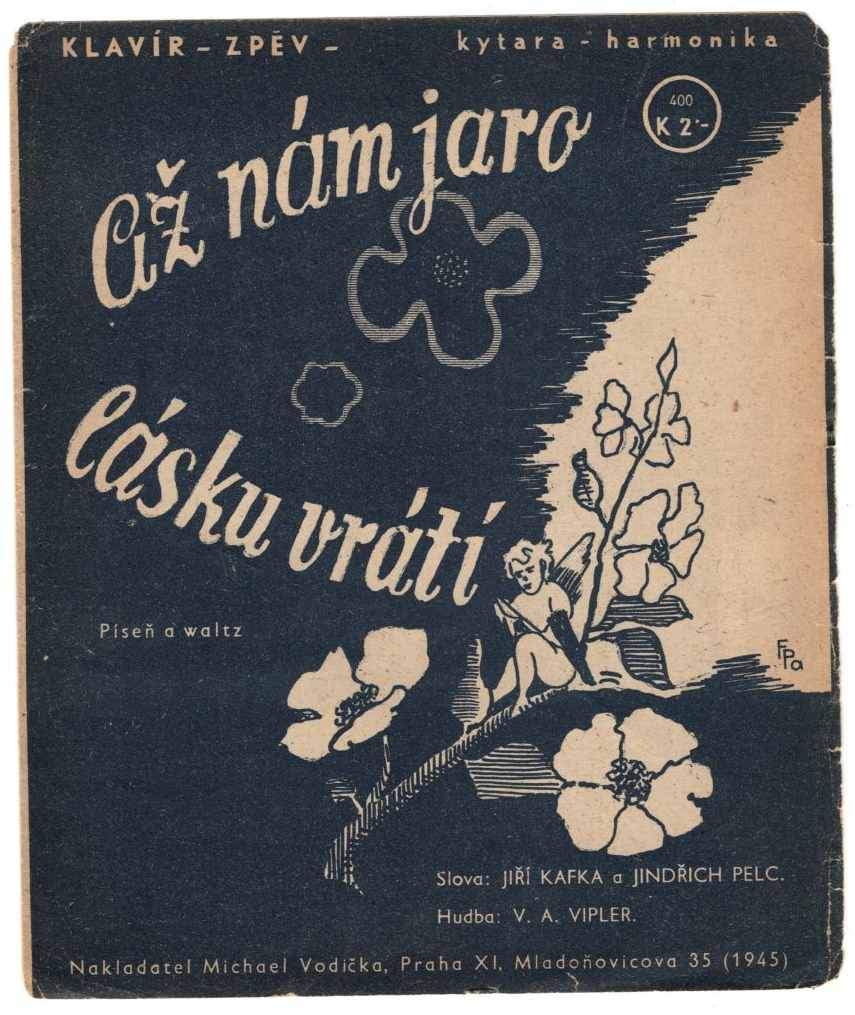 KLAVÍR - ZPĚV - kytara - harmonika
400
K 2·-
Až nám jaro
lásku vrátí
Píseň a waltz
FPa
Slova: JIŘÍ KAFKA a JINDŘICH PELC.
Hudba: V. A. VIPLER.
Nakladatel Michael Vodička, Praha XI, Mladoňovicova 35 (1945)